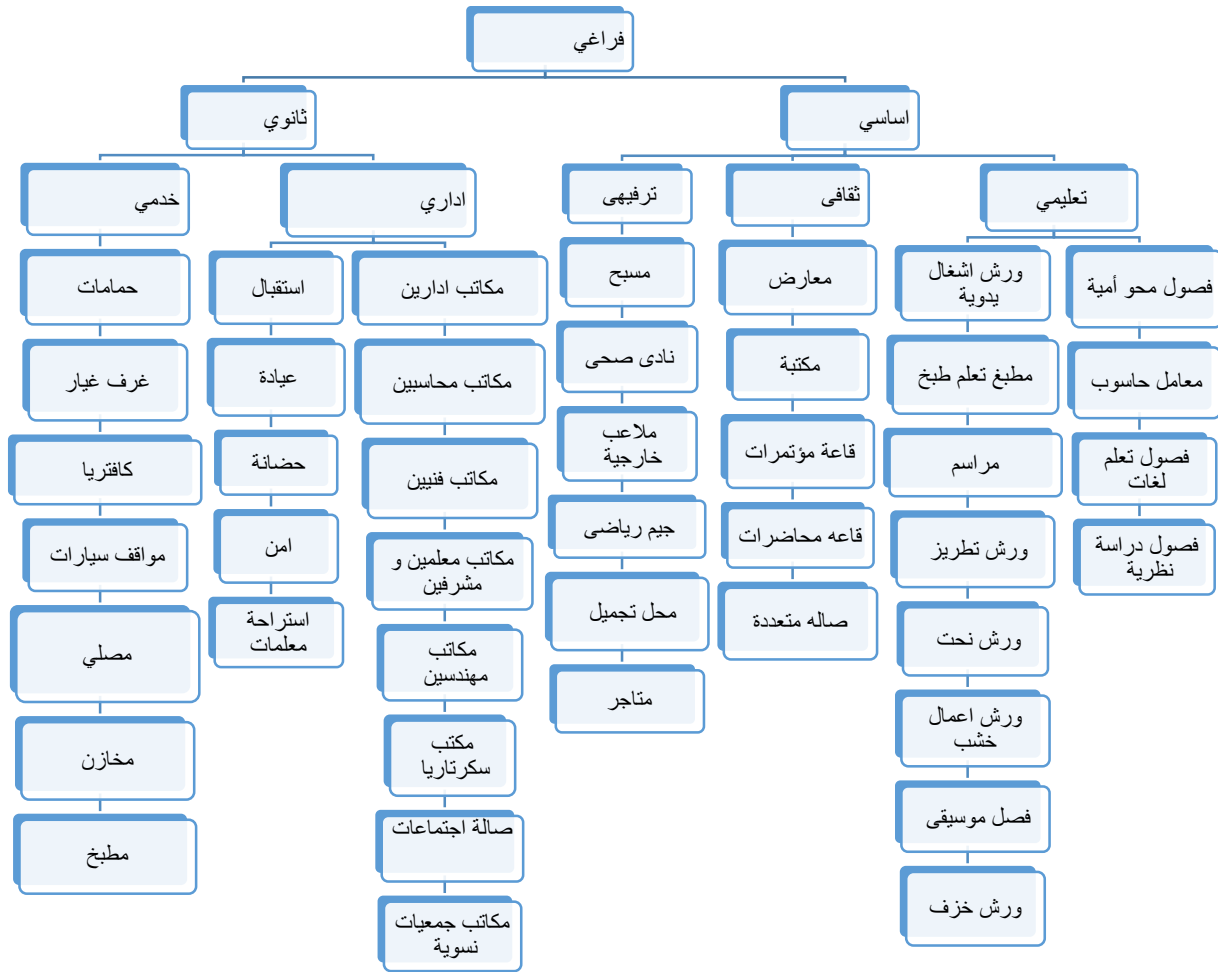 فراغي
اساسي
ثانوي
تعليمي
ثقافى
ترفيهى
اداري
خدمي
فصول محو أمية
معامل حاسوب
فصول تعلم
لغات
فصول دراسة
نظرية
ورش اشغال
يدوية
مطبغ تعلم طبخ
مراسم
ورش تطريز
ورش نحت
ورش اعمال
خشب
فصل موسيقى
ورش خزف
معارض
مكتبة
قاعة مؤتمرات
قاعه محاضرات
صاله متعددة
مسبح
نادى صحى
ملاعب
خارجية
جيم رياضى
محل تجميل
متاجر
مكاتب ادارين
مكاتب محاسبين
مكاتب فنيين
مكاتب معلمين و
مشرفين
مكاتب
مهندسين
مكتب
سكرتاريا
صالة اجتماعات
مكاتب جمعيات
نسوية
استقبال
عيادة
حضانة
امن
استراحة
معلمات
حمامات
غرف غيار
كافتريا
مواقف سيارات
مصلي
مخازن
مطبخ